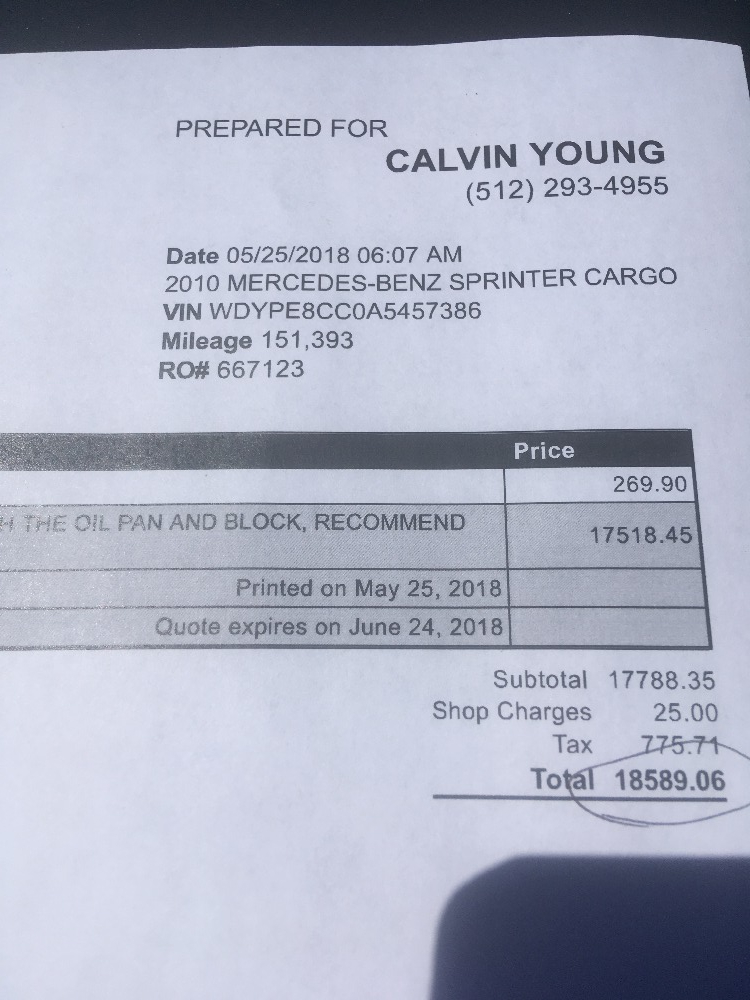 PREPARED FOR
CALVIN YOUNG
(512) 293-4955
Date 05/25/2018 06:07 AM
2010 MERCEDES-BENZ SPRINTER CARGO
VIN WDYPE8CC0A5457386
Mileage 151,393
RO# 667123
Price
269.90
THE OIL PAN AND BLOCK, RECOMMEND
17518.45
Printed on May 25, 2018
Quote expires on June 24, 2018
Subtotal 17788.35
Shop Charges 25.00
Tax 775.71
Total 18589.06